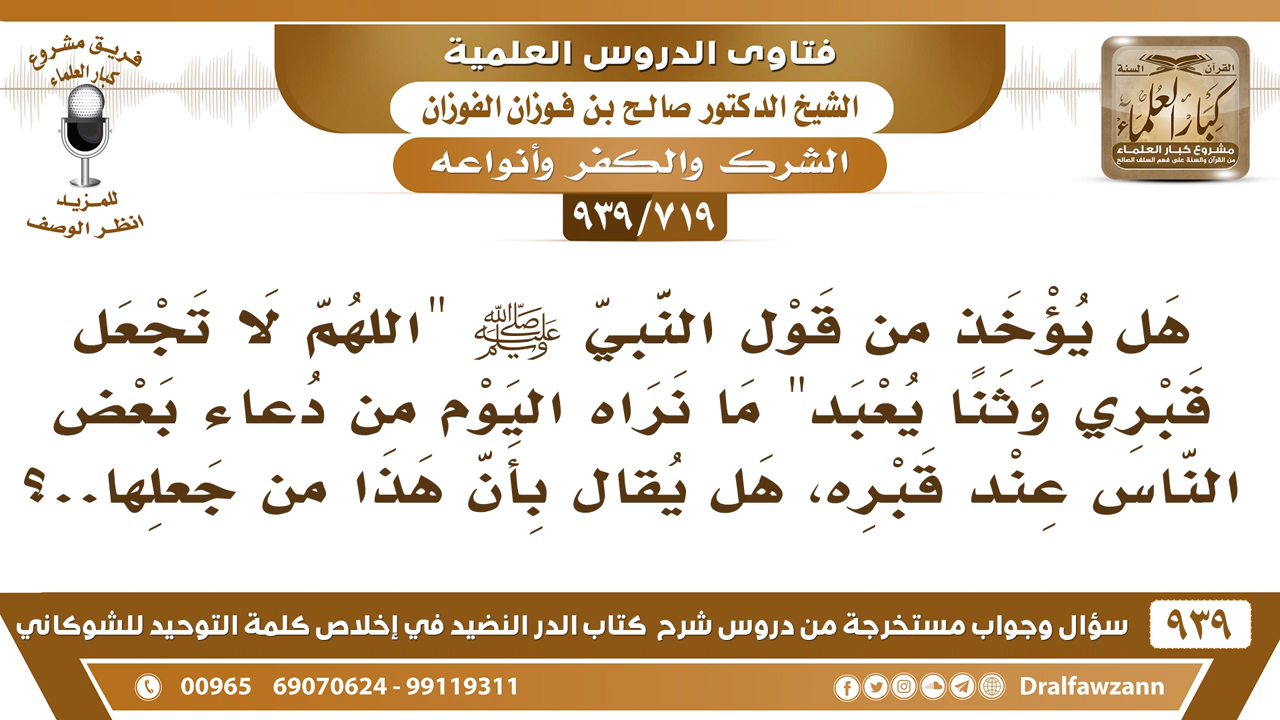 فتاوى الدروس العلمية
الشيخ الدكتور صالح بن فوزان الفوزان
الشرك والكفر وأنواعه
٧١٩/ ٩٣٩
القرآن السنة
كبار العلماء
مشروع كبار العلماء
من القرآن والسنة على فهم السلف الصالح
فريق مشروع
كبار العلماء
للمزيد
انظر الوصف
هَل يُؤْخَذ من قَوْل النّبيّ ﷺ "اللهُمّ لَا تَجْعَل
قَبْرِي وَثَنًا يُعْبَد" مَا نَرَاه اليَوْم من دُعاء بَعْض
النّاس عِنْد قَبْرِه، هَل يُقال بِأَنّ هَذَا من جَعلِها..؟
٩٣٩ سؤال وجواب مستخرجة من دروس شرح كتاب الدر النضيد في إخلاص كلمة التوحيد للشوكاني
00965 69070624 - 99119311
Dralfawzann